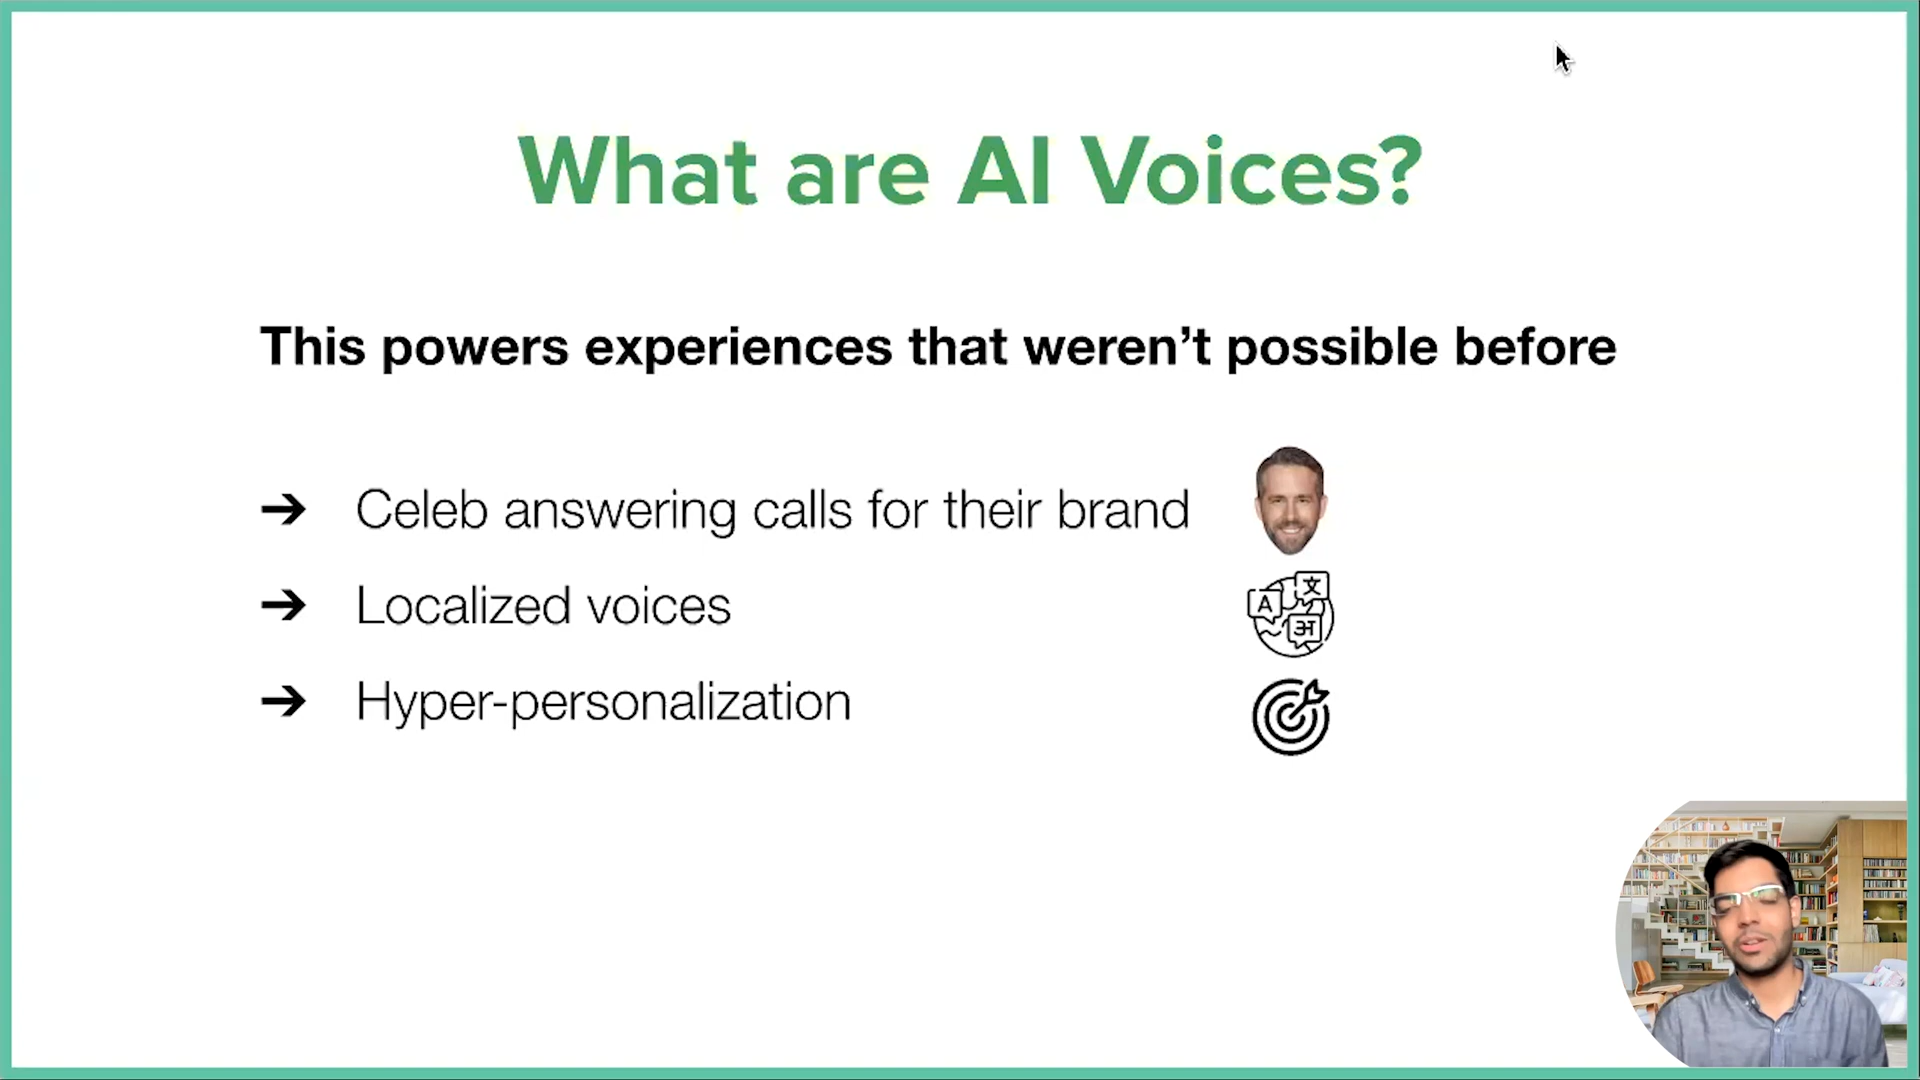 What are AI Voices?
This powers experiences that weren't possible before
➔ Celeb answering calls for their brand
➔ Localized voices
A
文
अ
➔ Hyper-personalization